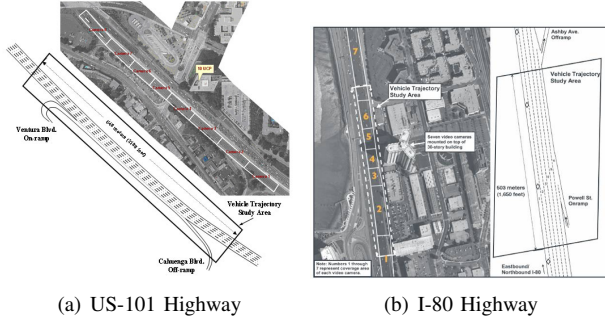 Ventura Blvd.
On-ramp
Vehicle Trajectory
Study Area
Cahuenga Blvd.
Off-ramp
(a) US-101 Highway
7
6
5
4
3
2
1
Vehicle Trajectory
Study Area
Seven video cameras
mounted on top of
30-story building
Note: Numbers 1 through
7 represent coverage area
of each video camera.
Ashby Ave.
Offramp
Vehicle Trajectory
Study Area
503 meters
(1,650 feet)
Powell St.
Onramp
Eastbound/
Northbound I-80
(b) I-80 Highway